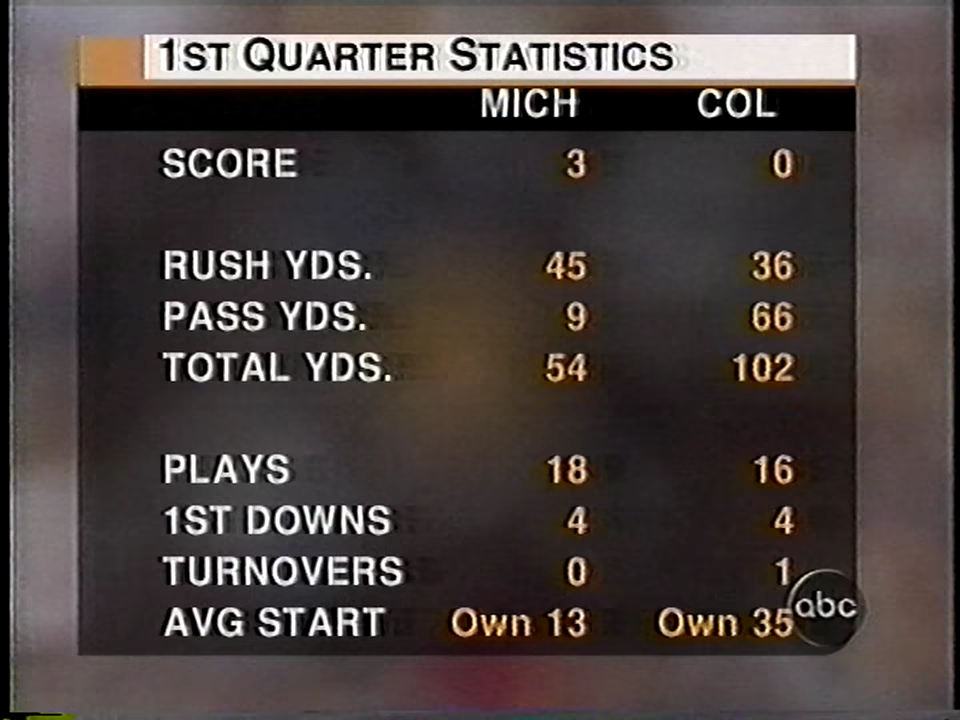 1ST QUARTER STATISTICS
MICH COL
SCORE 3 0
RUSH YDS. 45 36
PASS YDS. 9 66
TOTAL YDS. 54 102
PLAYS 18 16
1ST DOWNS 4 4
TURNOVERS 0 1
AVG START Own 13 Own 35
abc